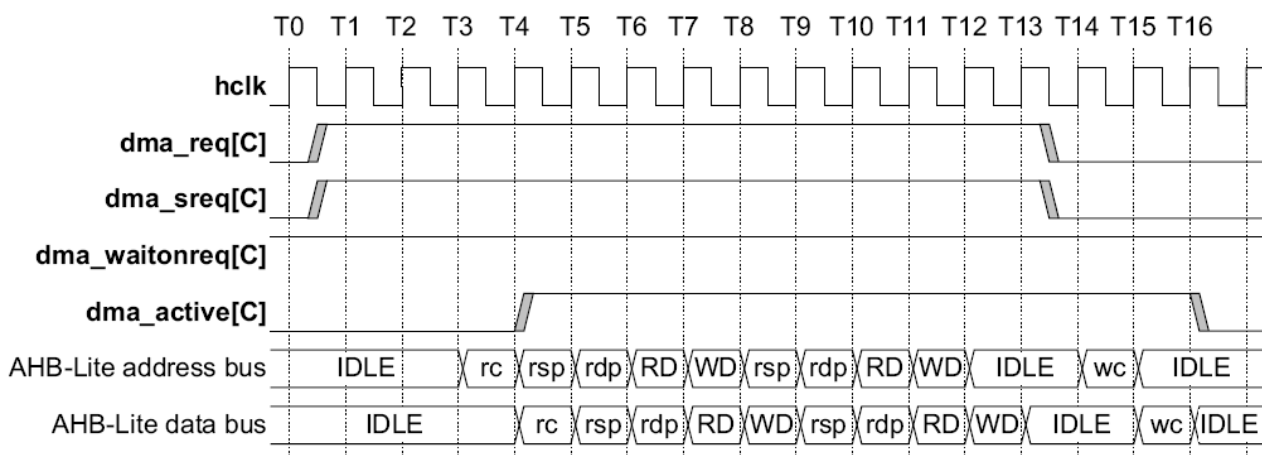 T0 T1 T2 T3 T4 T5 T6 T7 T8 T9 T10 T11 T12 T13 T14 T15 T16
hclk
dma_req[C]
dma_sreq[C]
dma_waitonreq[C]
dma_active[C]
AHB-Lite address bus IDLE rc rsp rdp RD WD rsp rdp RD WD IDLE wc IDLE
AHB-Lite data bus IDLE rc rsp rdp RD WD rsp rdp RD WD IDLE wc IDLE